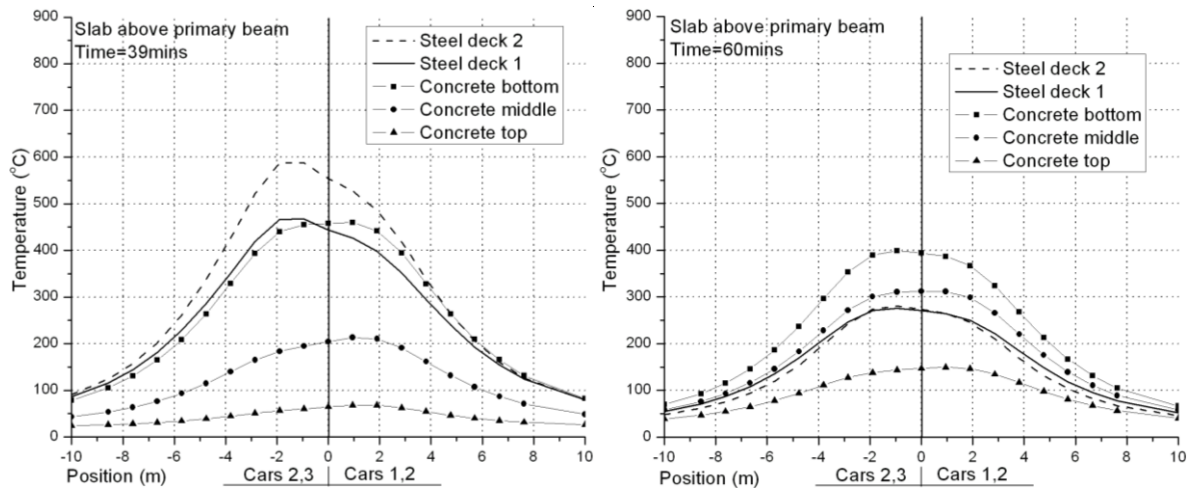 Slab above primary beam
Time=39mins
Steel deck 2
Steel deck 1
Concrete bottom
Concrete middle
Concrete top
Temperature (°C)
900
800
700
600
500
400
300
200
100
0
-10 -8 -6 -4 -2 0 2 4 6 8 10
Position (m)
Cars 2,3
Cars 1,2
Slab above primary beam
Time=60mins
Steel deck 2
Steel deck 1
Concrete bottom
Concrete middle
Concrete top
Temperature (°C)
900
800
700
600
500
400
300
200
100
0
-10 -8 -6 -4 -2 0 2 4 6 8 10
Position (m)
Cars 2,3
Cars 1,2